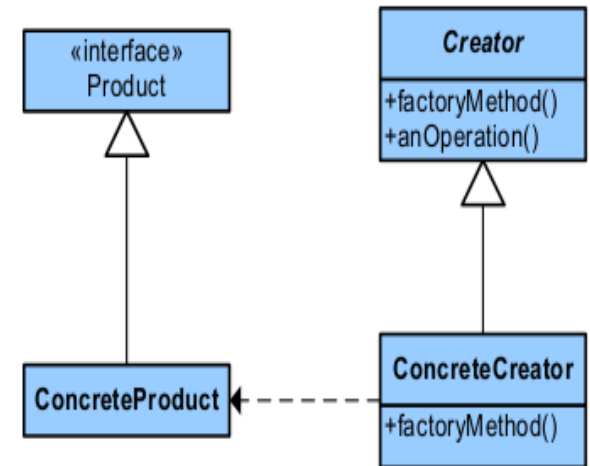 «interface»
Product
Creator
+factoryMethod()
+anOperation()
ConcreteProduct
ConcreteCreator
+factoryMethod()